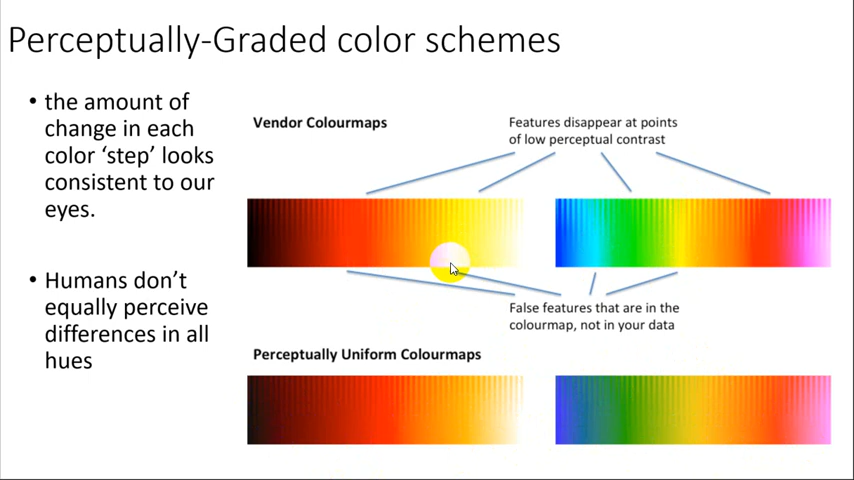 Perceptually-Graded color schemes
• the amount of
change in each
color ‘step’ looks
consistent to our
eyes.
• Humans don’t
equally perceive
differences in all
hues
Vendor Colourmaps
Features disappear at points
of low perceptual contrast
False features that are in the
colourmap, not in your data
Perceptually Uniform Colourmaps